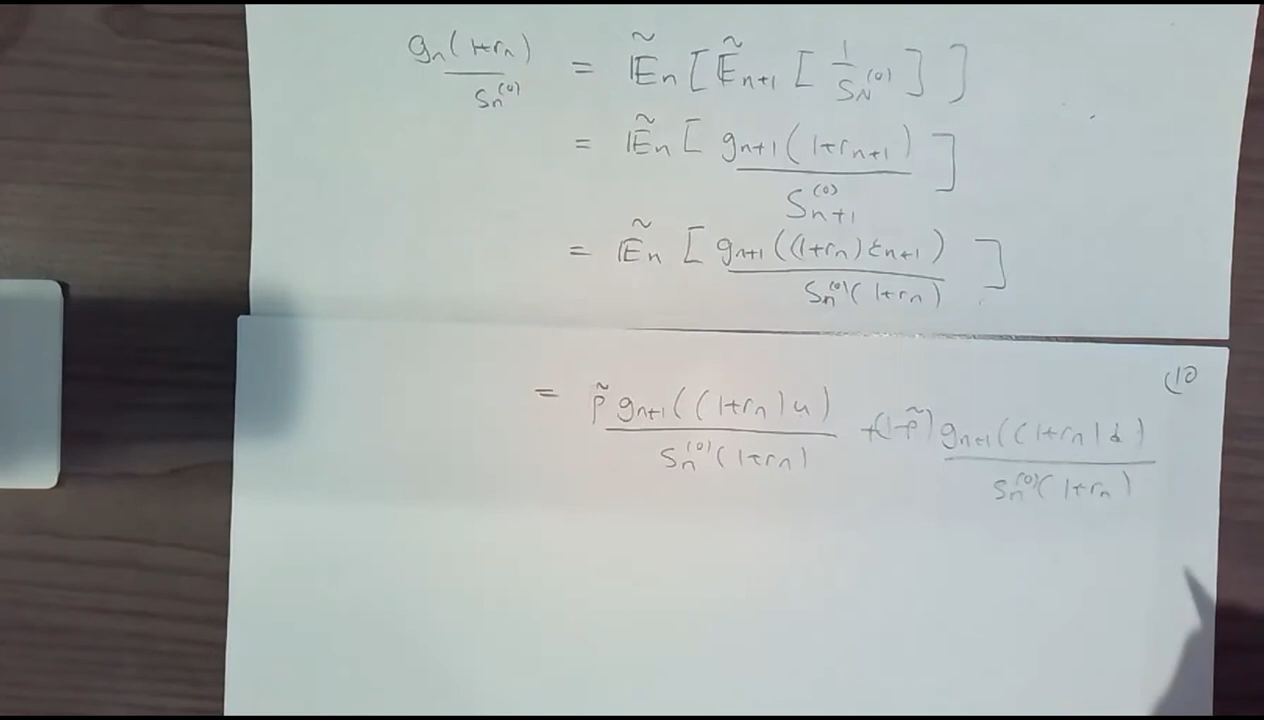 gₙ(1+rₙ) / Sₙ⁽⁰⁾ = Ẽₙ [ Ẽₙ₊₁ [ 1 / S_N⁽⁰⁾ ] ]
= Ẽₙ [ gₙ₊₁(1+rₙ₊₁) / Sₙ₊₁⁽⁰⁾ ]
= Ẽₙ [ gₙ₊₁((1+rₙ)ξₙ₊₁) / Sₙ⁽⁰⁾(1+rₙ) ]
(10
= p̃ gₙ₊₁((1+rₙ)u) / Sₙ⁽⁰⁾(1+rₙ) + (1-p̃) gₙ₊₁((1+rₙ)d) / Sₙ⁽⁰⁾(1+rₙ)